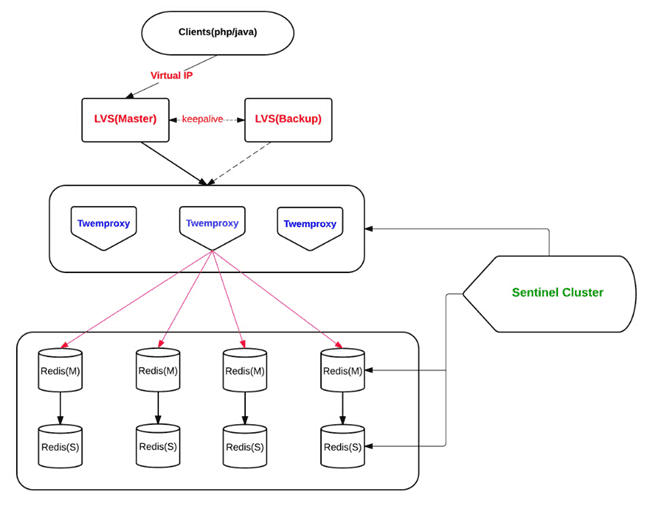 Clients(php/java)
Virtual IP
LVS(Master)
keepalive
LVS(Backup)
Twemproxy
Twemproxy
Twemproxy
Sentinel Cluster
Redis(M)
Redis(M)
Redis(M)
Redis(M)
Redis(S)
Redis(S)
Redis(S)
Redis(S)